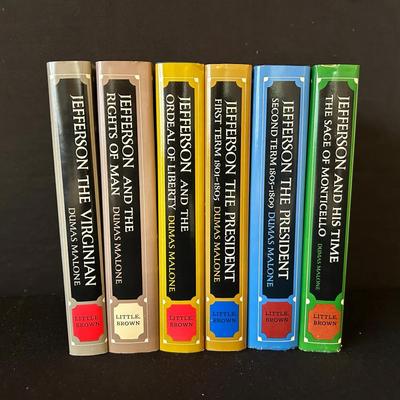 JEFFERSON THE VIRGINIAN
DUMAS MALONE
LITTLE, BROWN
JEFFERSON AND THE
RIGHTS OF MAN
DUMAS MALONE
LITTLE, BROWN
JEFFERSON AND THE
ORDEAL OF LIBERTY DUMAS MALONE
LITTLE, BROWN
JEFFERSON THE PRESIDENT
FIRST TERM 1801-1805 DUMAS MALONE
LITTLE, BROWN
JEFFERSON THE PRESIDENT
SECOND TERM 1805-1809 DUMAS MALONE
LITTLE, BROWN
JEFFERSON AND HIS TIME
THE SAGE OF MONTICELLO
DUMAS MALONE
LITTLE, BROWN